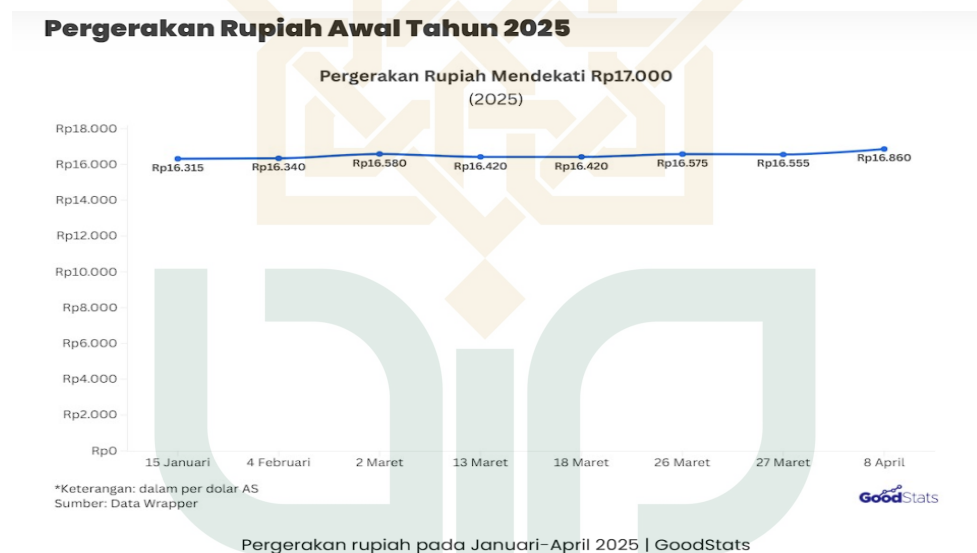 Pergerakan Rupiah Awal Tahun 2025
Pergerakan Rupiah Mendekati Rp17.000
(2025)
Rp18.000
Rp16.000
Rp14.000
Rp12.000
Rp10.000
Rp8.000
Rp6.000
Rp4.000
Rp2.000
Rp0
Rp16.315
Rp16.340
Rp16.580
Rp16.420
Rp16.420
Rp16.575
Rp16.555
Rp16.860
15 Januari
4 Februari
2 Maret
13 Maret
18 Maret
26 Maret
27 Maret
8 April
*Keterangan: dalam per dolar AS
Sumber: Data Wrapper
GoodStats
Pergerakan rupiah pada Januari-April 2025 | GoodStats